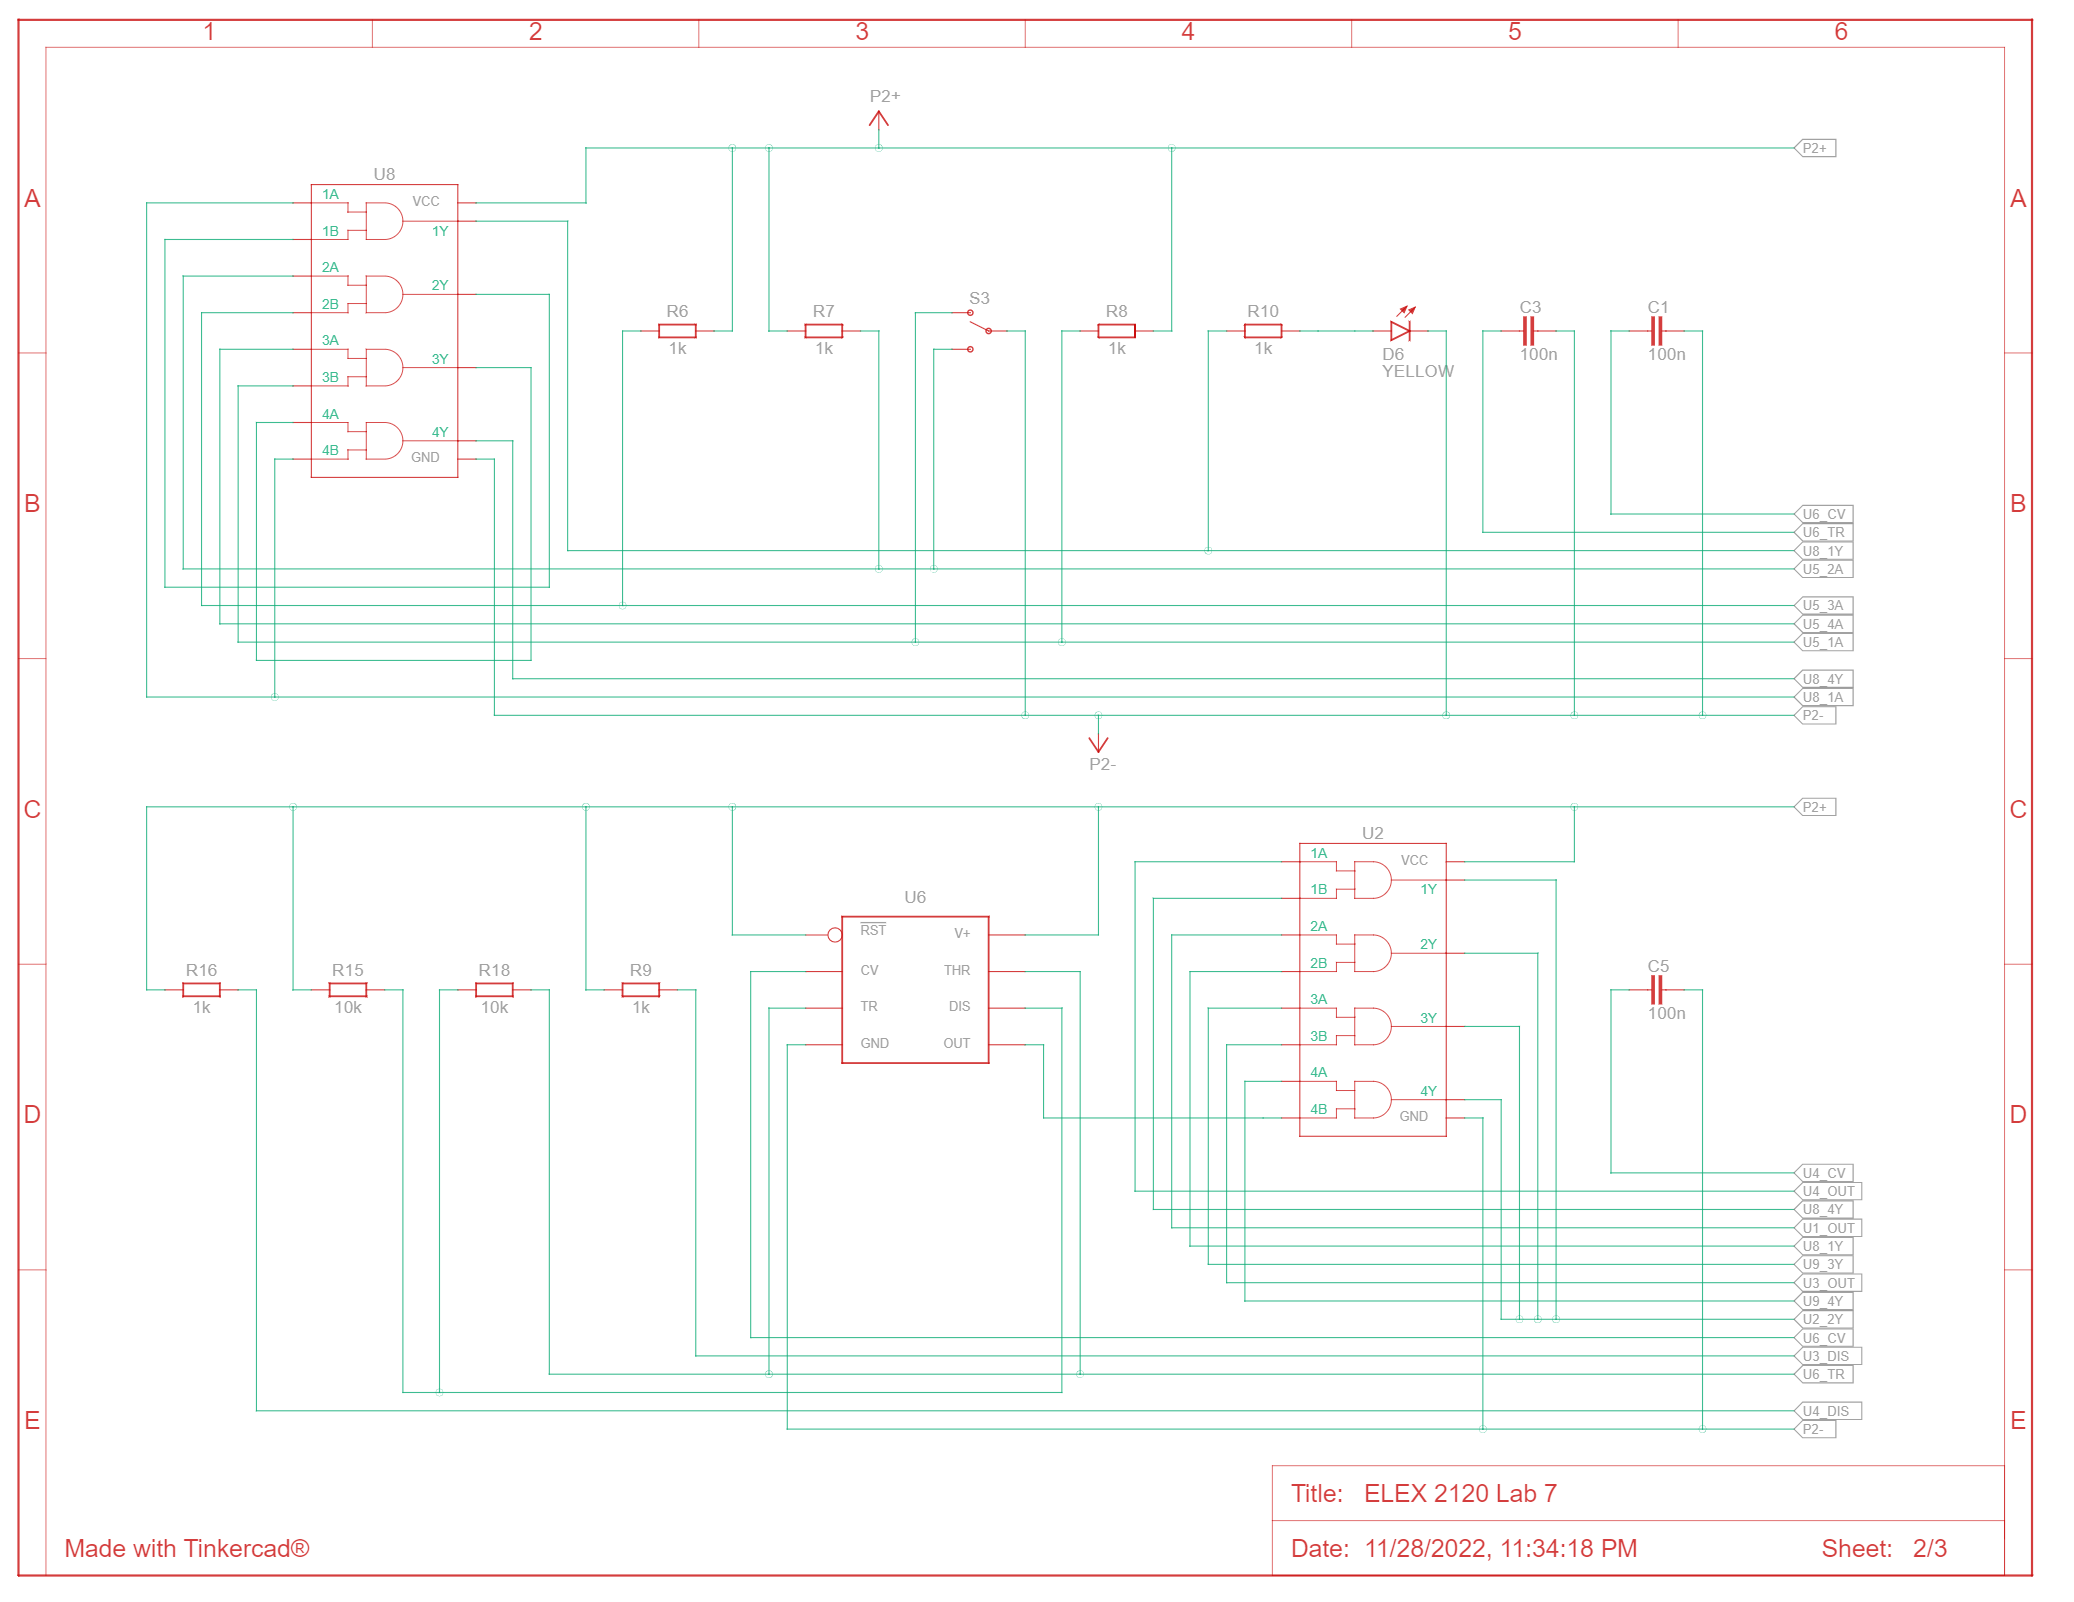 1 2 3 4 5 6
P2+
P2+
U8
A A
1A VCC
1B 1Y
2A
2B 2Y
3A
3B 3Y
4A
4B 4Y
GND
R6
1k
R7
1k
S3
R8
1k
R10
1k
D6
YELLOW
C3
100n
C1
100n
B B
U6_CV
U6_TR
U8_1Y
U5_2A
U5_3A
U5_4A
U5_1A
U8_4Y
U8_1A
P2-
P2-
C C
P2+
U2
1A VCC
1B 1Y
2A
2B 2Y
3A
3B 3Y
4A
4B 4Y
GND
U6
RST V+
CV THR
TR DIS
GND OUT
R16
1k
R15
10k
R18
10k
R9
1k
C5
100n
D D
U4_CV
U4_OUT
U8_4Y
U1_OUT
U8_1Y
U9_3Y
U3_OUT
U9_4Y
U2_2Y
U6_CV
U3_DIS
U6_TR
U4_DIS
P2-
E E
Title: ELEX 2120 Lab 7
Made with Tinkercad®
Date: 11/28/2022, 11:34:18 PM Sheet: 2/3